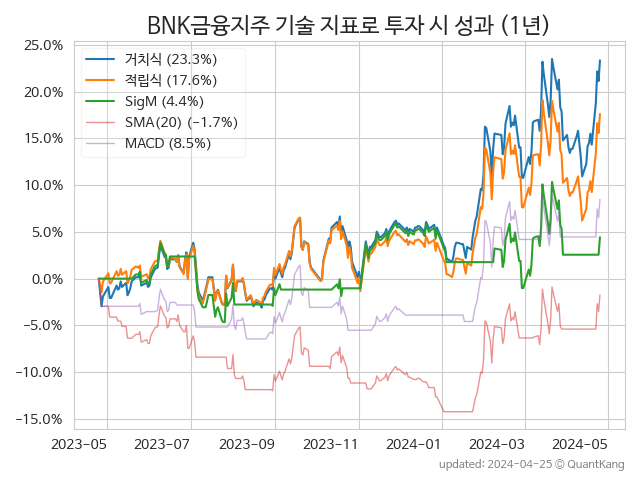 BNK금융지주 기술 지표로 투자 시 성과 (1년)
25.0%
20.0%
15.0%
10.0%
5.0%
0.0%
−5.0%
−10.0%
−15.0%
거치식 (23.3%)
적립식 (17.6%)
SigM (4.4%)
SMA(20) (−1.7%)
MACD (8.5%)
2023-05 2023-07 2023-09 2023-11 2024-01 2024-03 2024-05
updated: 2024-04-25 © QuantKang